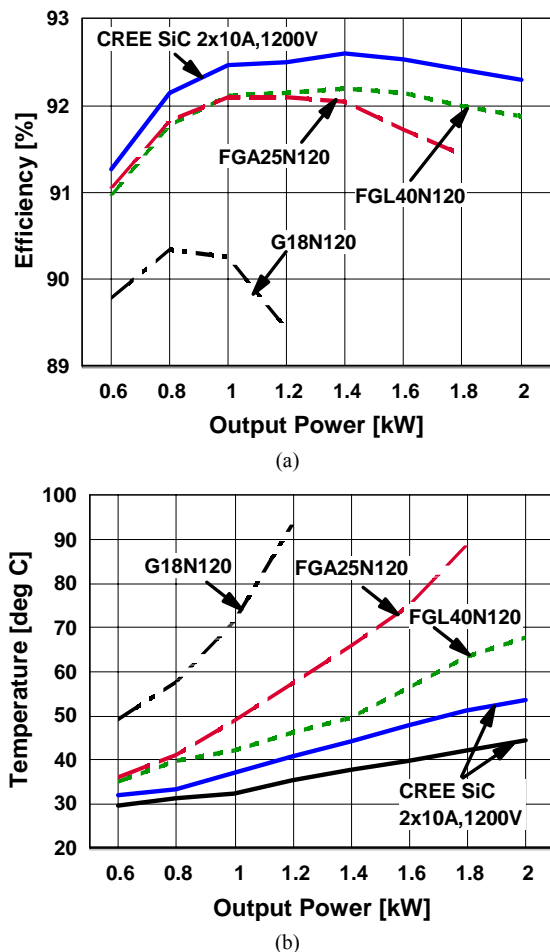 93
CREE SiC 2x10A,1200V
92
FGA25N120
Efficiency [%]
91
FGL40N120
G18N120
90
89
0.6 0.8 1 1.2 1.4 1.6 1.8 2
Output Power [kW]
(a)
100
90
G18N120
FGA25N120
80
FGL40N120
70
Temperature [deg C]
60
50
40
CREE SiC
30
2x10A,1200V
20
0.6 0.8 1 1.2 1.4 1.6 1.8 2
Output Power [kW]
(b)